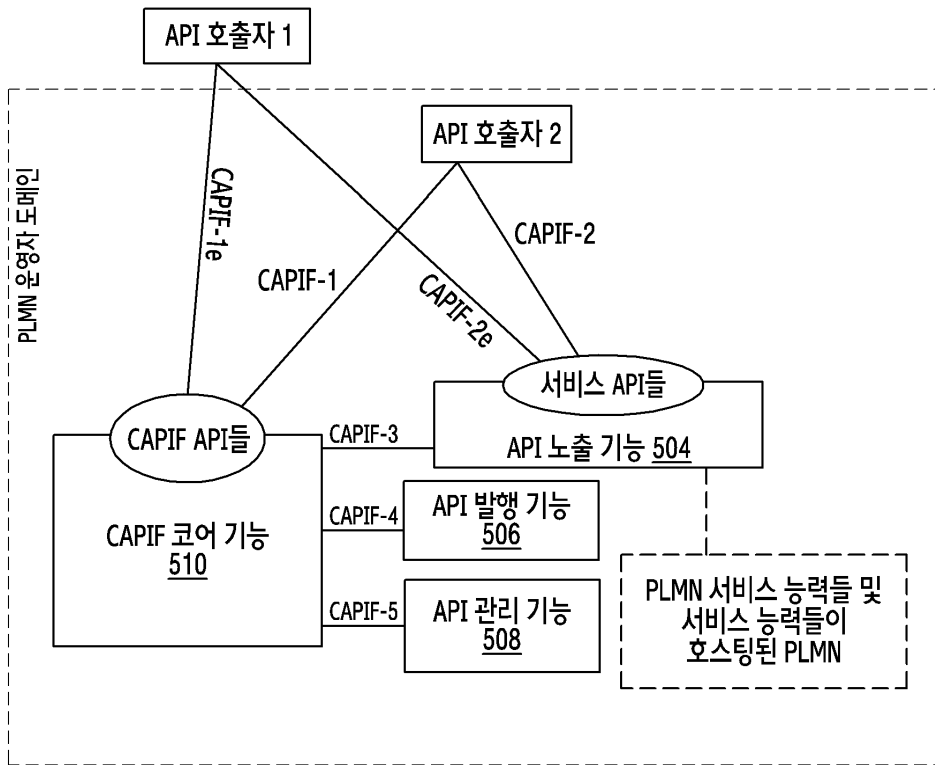 API 호출자 1
PLMN 운영자 도메인
API 호출자 2
CAPIF-1e
CAPIF-1
CAPIF-2e
CAPIF-2
서비스 API들
API 노출 기능 504
CAPIF API들
CAPIF 코어 기능
510
CAPIF-3
CAPIF-4
API 발행 기능
506
CAPIF-5
API 관리 기능
508
PLMN 서비스 능력들 및
서비스 능력들이
호스팅된 PLMN